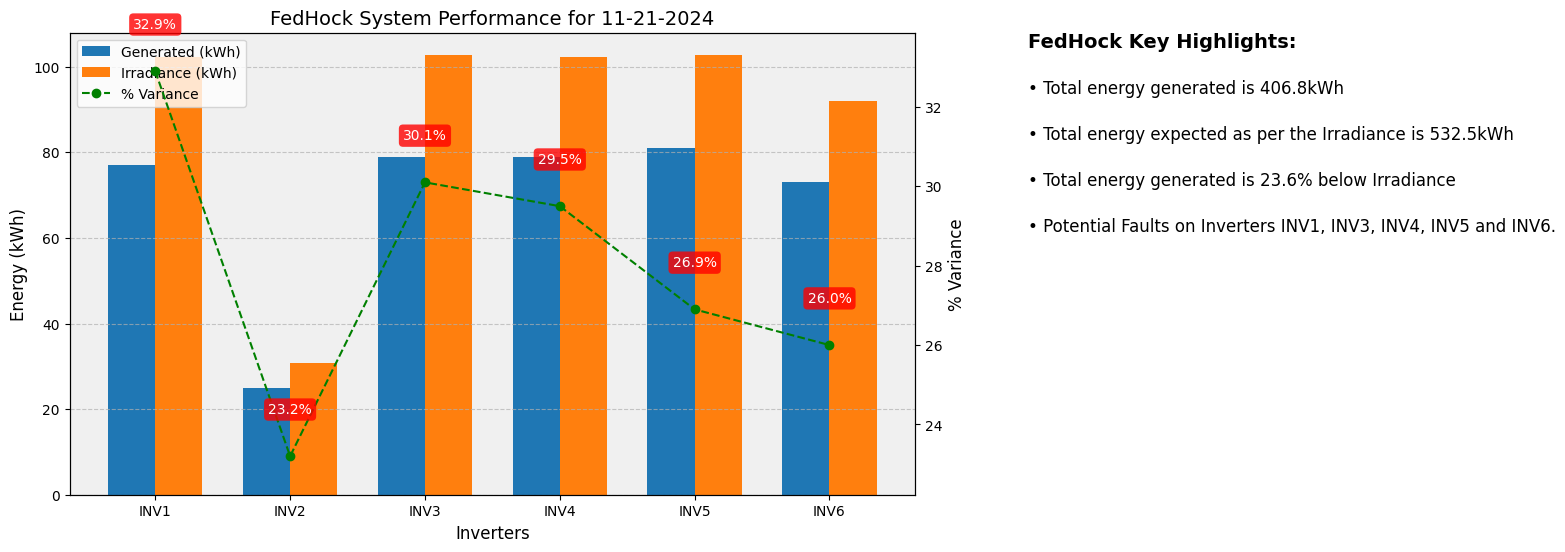 FedHock System Performance for 11-21-2024
32.9%
Generated (kWh)
Irradiance (kWh)
% Variance
30.1%
29.5%
26.9%
26.0%
23.2%
100
80
60
40
20
0
Energy (kWh)
32
30
28
26
24
% Variance
INV1 INV2 INV3 INV4 INV5 INV6
Inverters
FedHock Key Highlights:
• Total energy generated is 406.8kWh
• Total energy expected as per the Irradiance is 532.5kWh
• Total energy generated is 23.6% below Irradiance
• Potential Faults on Inverters INV1, INV3, INV4, INV5 and INV6.